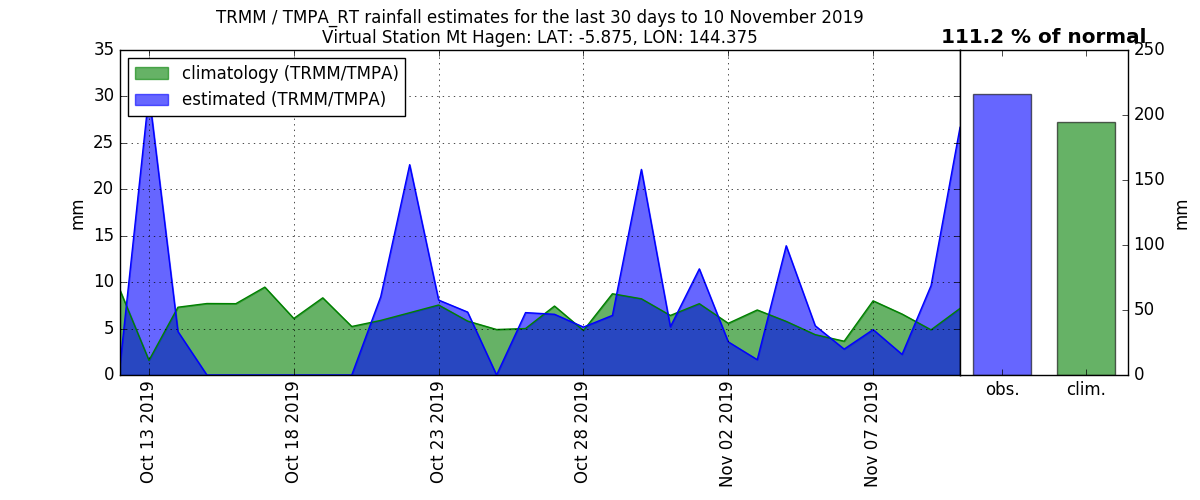 TRMM / TMPA_RT rainfall estimates for the last 30 days to 10 November 2019
Virtual Station Mt Hagen: LAT: -5.875, LON: 144.375
111.2 % of normal
climatology (TRMM/TMPA)
estimated (TRMM/TMPA)
35
30
25
20
15
10
5
0
mm
Oct 13 2019
Oct 18 2019
Oct 23 2019
Oct 28 2019
Nov 02 2019
Nov 07 2019
250
200
150
100
50
0
mm
obs.
clim.